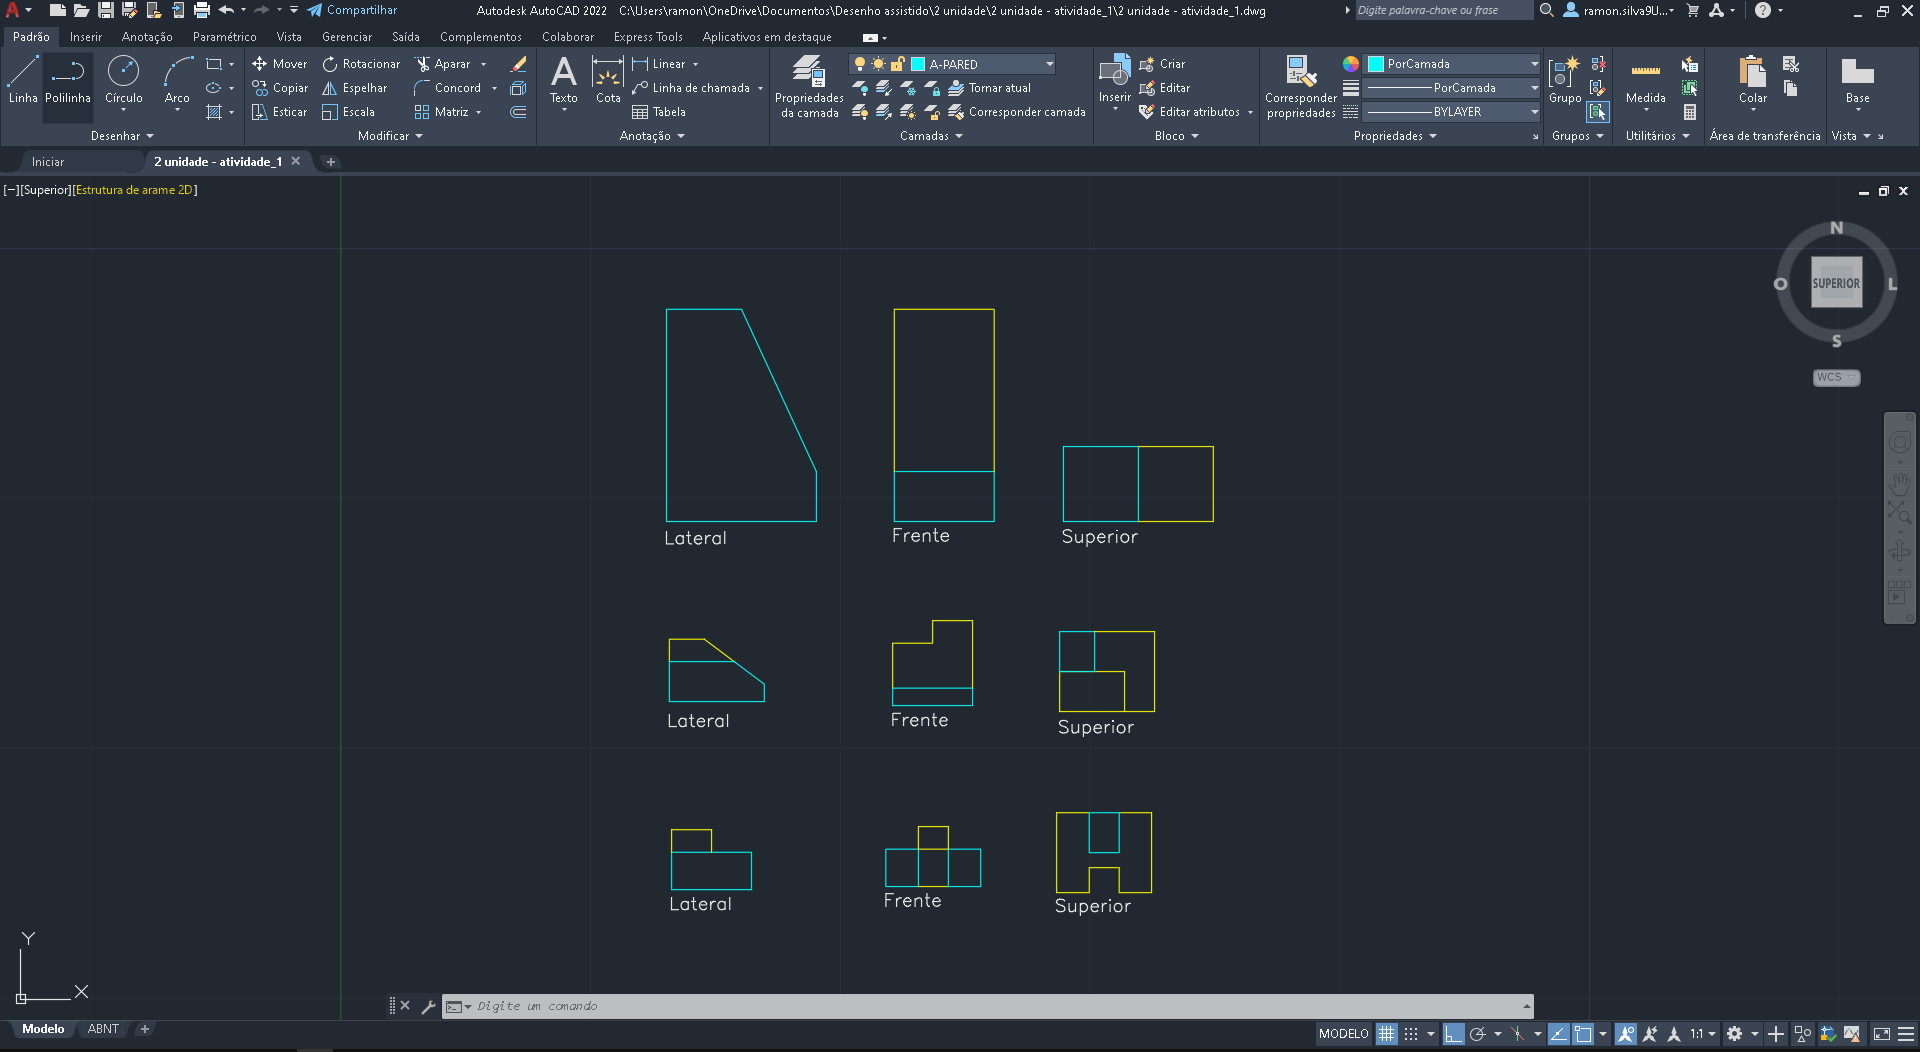 Compartilhar
Autodesk AutoCAD 2022 C:\Users\ramon\OneDrive\Documentos\Desenho assistido\2 unidade\2 unidade - atividade_1\2 unidade - atividade_1.dwg
Digite palavra-chave ou frase
ramon.silva9U...
Padrão Inserir Anotação Paramétrico Vista Gerenciar Saída Complementos Colaborar Express Tools Aplicativos em destaque
Linha Polilinha Círculo Arco
Mover Rotacionar Aparar
Copiar Espelhar Concord
Esticar Escala Matriz
Texto Cota
Linear
Linha de chamada
Tabela
Propriedades da camada
A-PARED
Tornar atual
Corresponder camada
Inserir
Criar
Editar
Editar atributos
Corresponder propriedades
PorCamada
PorCamada
BYLAYER
Grupo Medida Colar Base
Desenhar Modificar Anotação Camadas Bloco Propriedades Grupos Utilitários Área de transferência Vista
Iniciar 2 unidade - atividade_1
[−][Superior][Estrutura de arame 2D]
N
O SUPERIOR L
S
WCS
Lateral Frente Superior
Lateral Frente Superior
Lateral Frente Superior
Y
X
Digite um comando
Modelo ABNT
MODELO 1:1